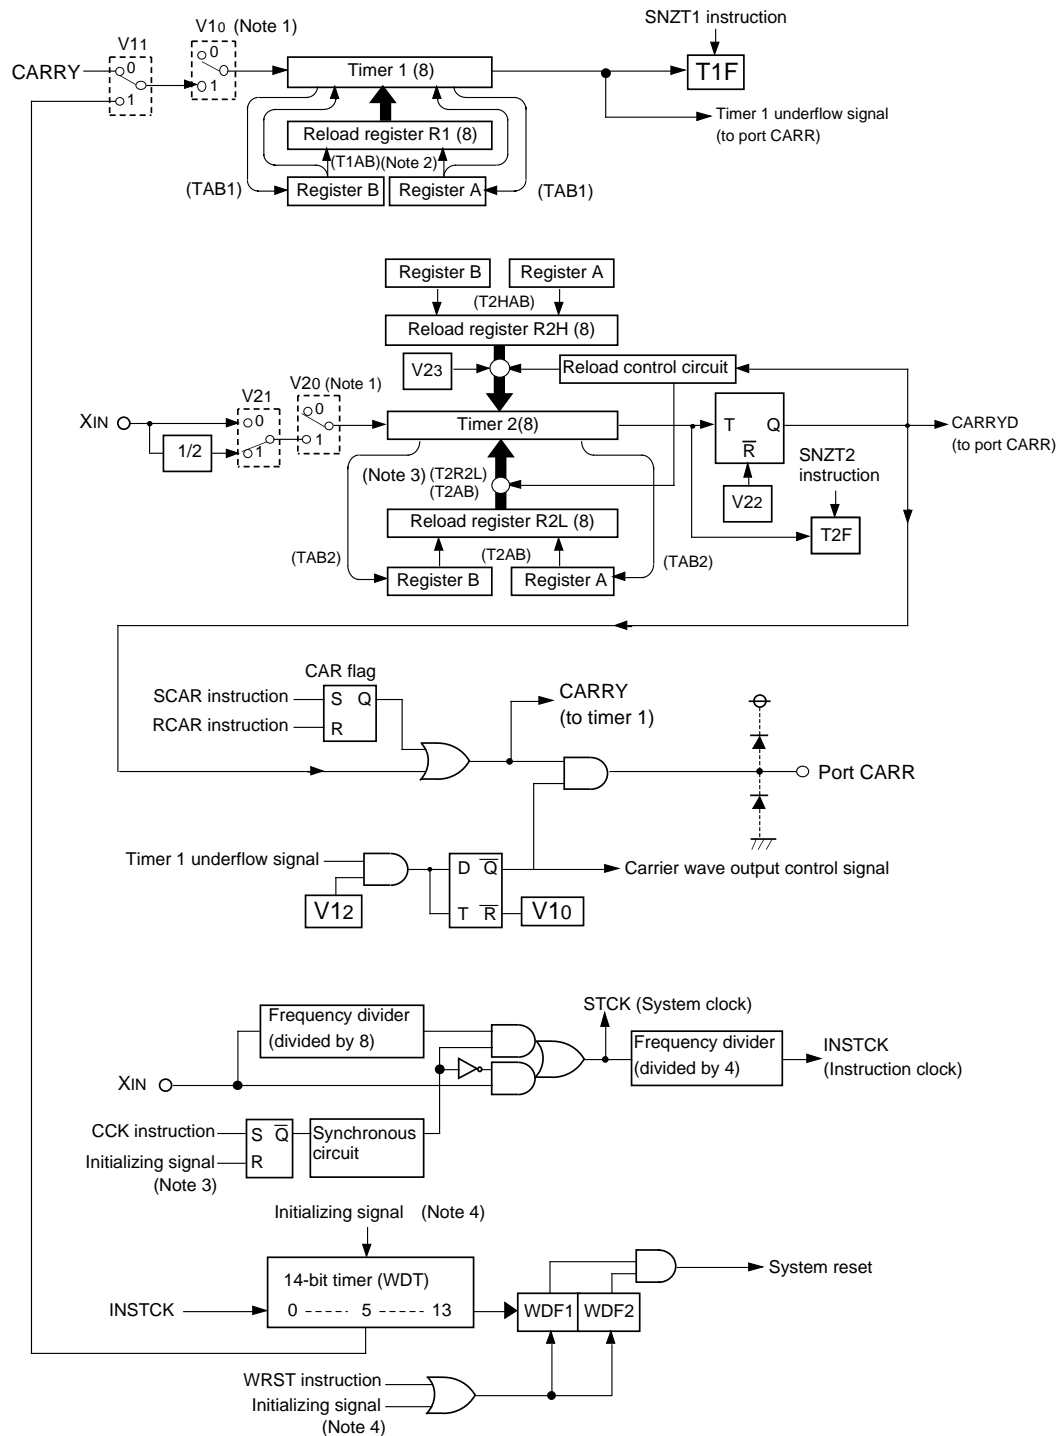 SNZT1 instruction
V10 (Note 1)
V11
0
CARRY
0
1
1
Timer 1 (8)
T1F
Timer 1 underflow signal
(to port CARR)
Reload register R1 (8)
(T1AB)(Note 2)
(TAB1)
Register B
Register A
(TAB1)
Register B
Register A
(T2HAB)
Reload register R2H (8)
V23
Reload control circuit
V20 (Note 1)
V21
XIN
0
0
1/2
1
1
Timer 2(8)
T Q
R
CARRYD
(to port CARR)
SNZT2
instruction
V22
T2F
(Note 3) (T2R2L)
(T2AB)
Reload register R2L (8)
(TAB2)
(T2AB)
(TAB2)
Register B
Register A
CAR flag
SCAR instruction
S Q
RCAR instruction
R
CARRY
(to timer 1)
Port CARR
Timer 1 underflow signal
D Q
Carrier wave output control signal
V12
T R
V10
STCK (System clock)
Frequency divider
(divided by 8)
Frequency divider
(divided by 4)
INSTCK
(Instruction clock)
XIN
CCK instruction
S Q
Synchronous
circuit
Initializing signal
R
(Note 3)
Initializing signal (Note 4)
14-bit timer (WDT)
0 ----- 5 ----- 13
INSTCK
WDF1
WDF2
System reset
WRST instruction
Initializing signal
(Note 4)